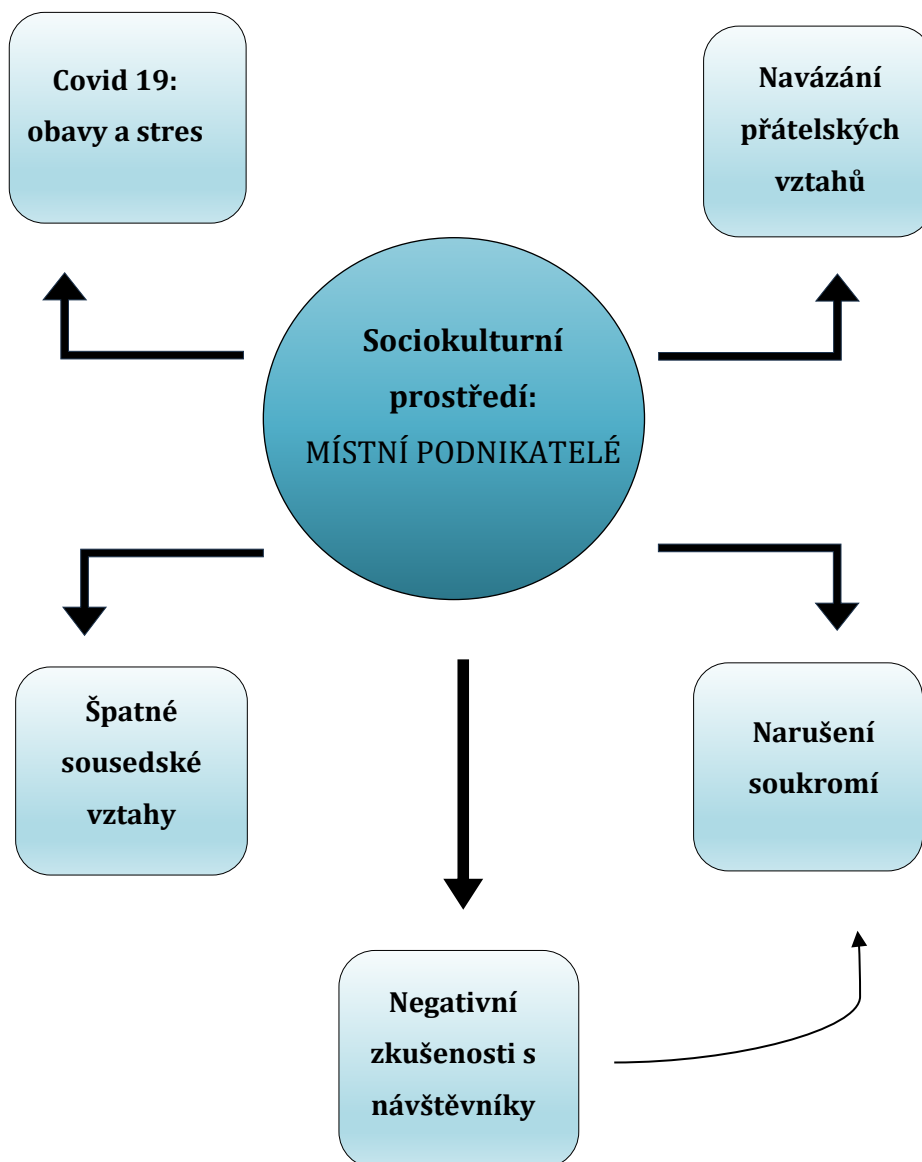 Covid 19:
obavy a stres
Navázání
přátelských
vztahů
Sociokulturní
prostředí:
MÍSTNÍ PODNIKATELÉ
Špatné
sousedské
vztahy
Narušení
soukromí
Negativní
zkušenosti s
návštěvníky